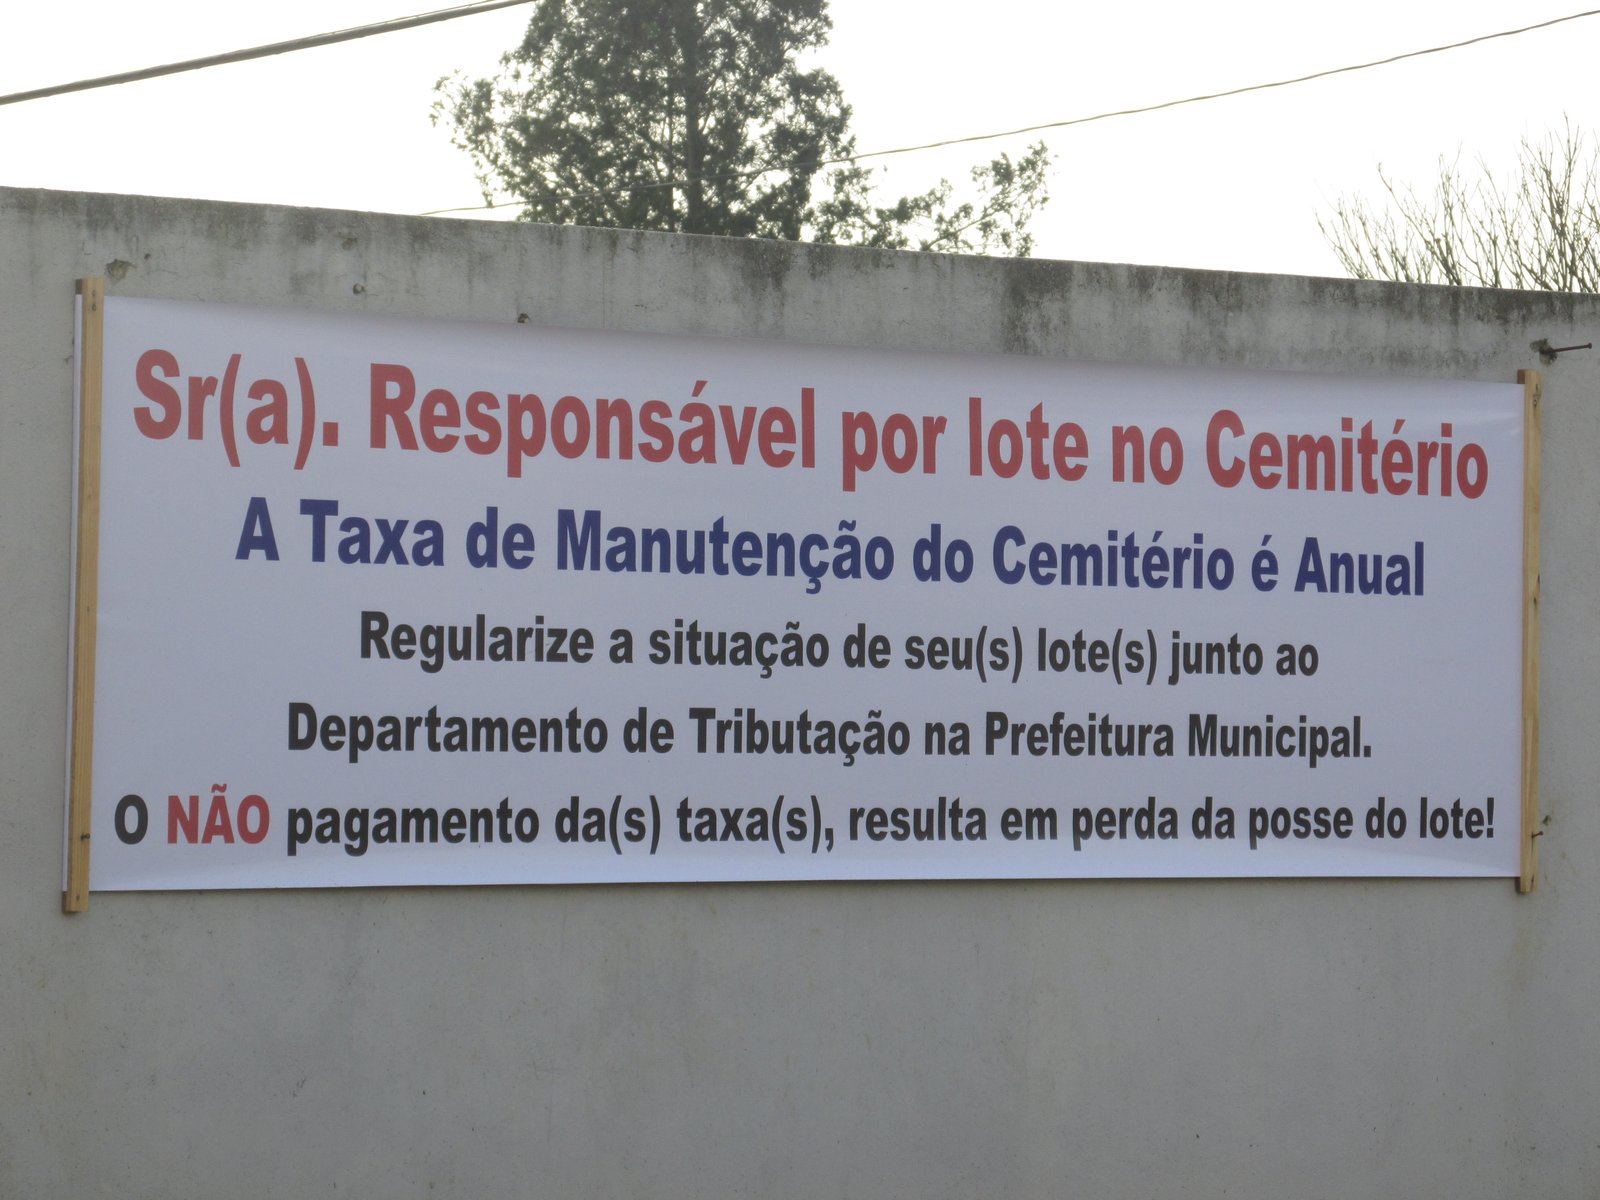 Sr(a). Responsável por lote no Cemitério
A Taxa de Manutenção do Cemitério é Anual
Regularize a situação de seu(s) lote(s) junto ao
Departamento de Tributação na Prefeitura Municipal.
O NÃO pagamento da(s) taxa(s), resulta em perda da posse do lote!